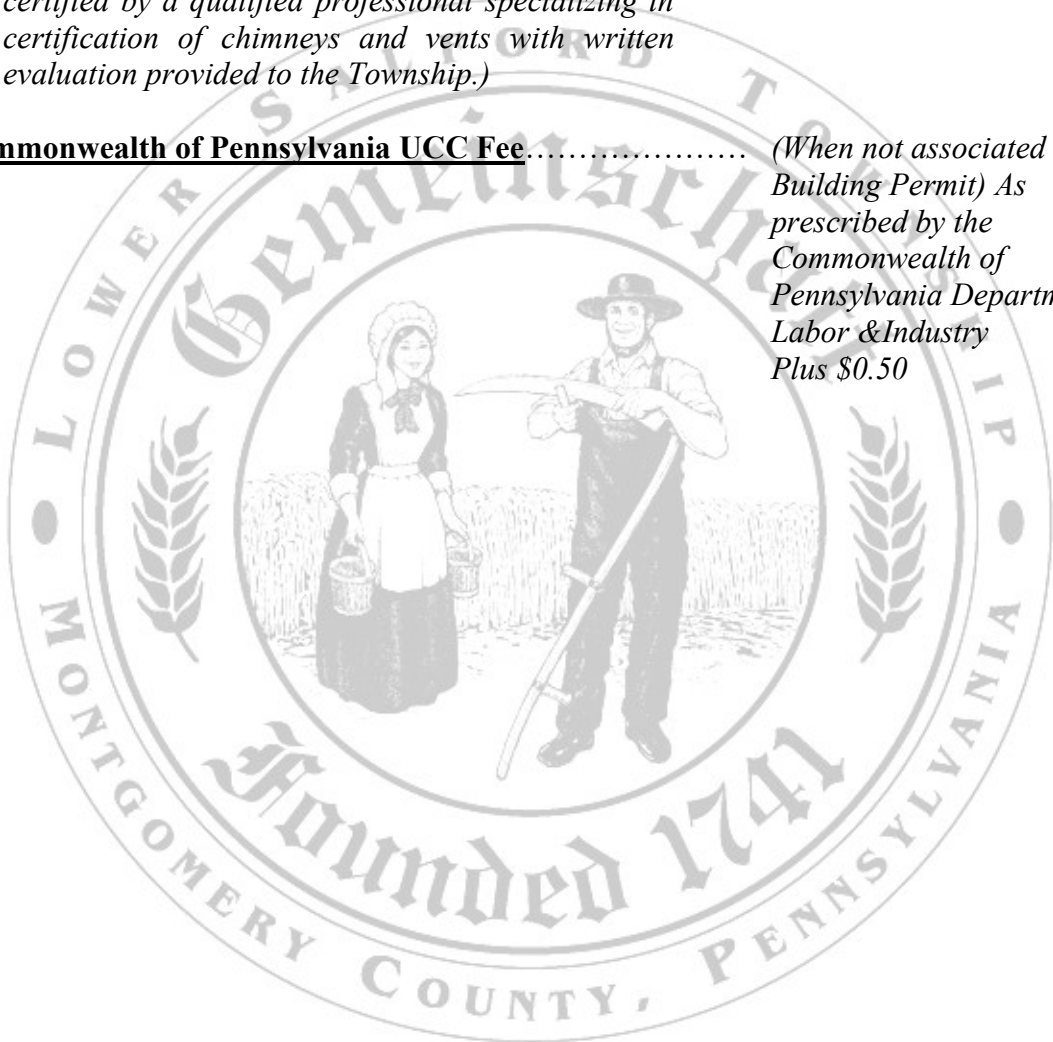 certified by a qualified professional specializing in
certification of chimneys and vents with written
evaluation provided to the Township.)
mmonwealth of Pennsylvania UCC Fee………………… (When not associated
Building Permit) As
prescribed by the
Commonwealth of
Pennsylvania Departm
Labor &Industry
Plus $0.50
LOWER SALFORD TOWNSHIP
Gemeinschaft
Founded 1741
MONTGOMERY COUNTY, PENNSYLVANIA